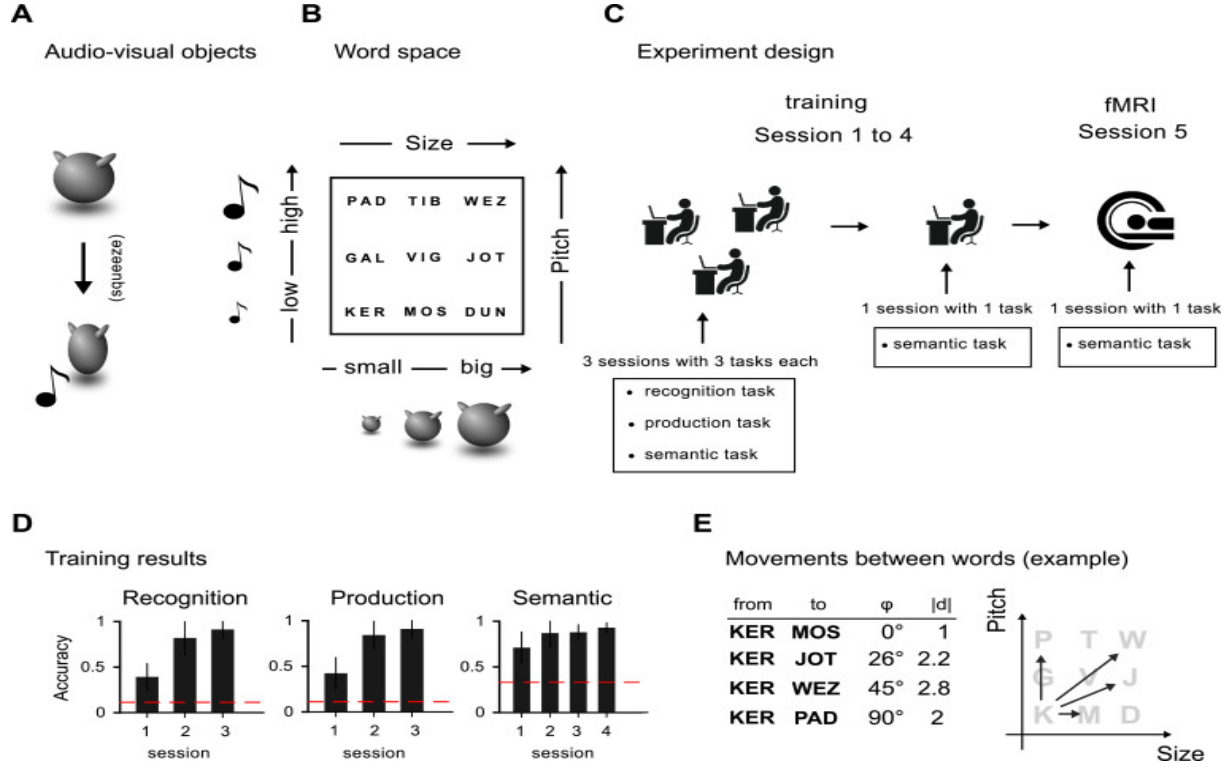 A
Audio-visual objects
(squeeze)
B
Word space
Size
high
low
PAD TIB WEZ
GAL VIG JOT
KER MOS DUN
Pitch
small big
C
Experiment design
training
Session 1 to 4
fMRI
Session 5
3 sessions with 3 tasks each
• recognition task
• production task
• semantic task
1 session with 1 task
• semantic task
1 session with 1 task
• semantic task
D
Training results
Accuracy
Recognition
1
0.5
0
1 2 3
session
Production
1
0.5
0
1 2 3
session
Semantic
1
0.5
0
1 2 3 4
session
E
Movements between words (example)
from to φ |d|
KER MOS 0° 1
KER JOT 26° 2.2
KER WEZ 45° 2.8
KER PAD 90° 2
Pitch
P T W
G V J
K M D
Size